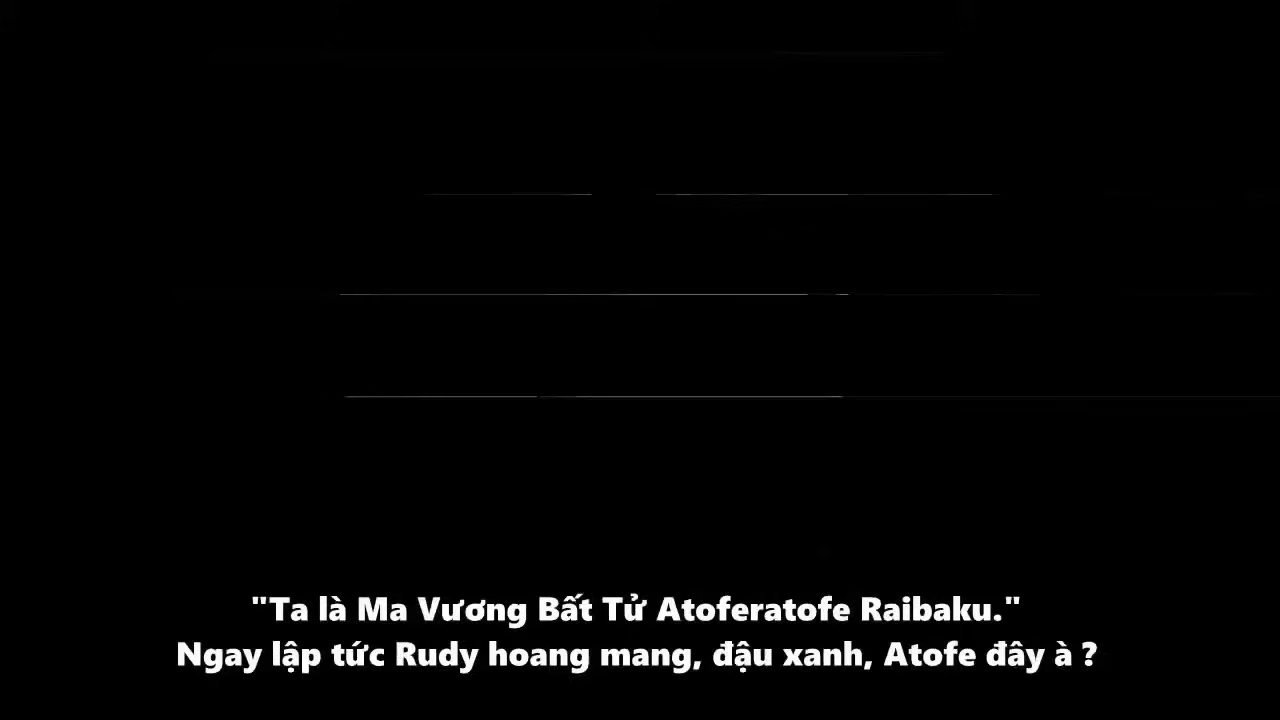 "Ta là Ma Vương Bất Tử Atoferatofe Raibaku."
Ngay lập tức Rudy hoang mang, đậu xanh, Atofe đây à ?